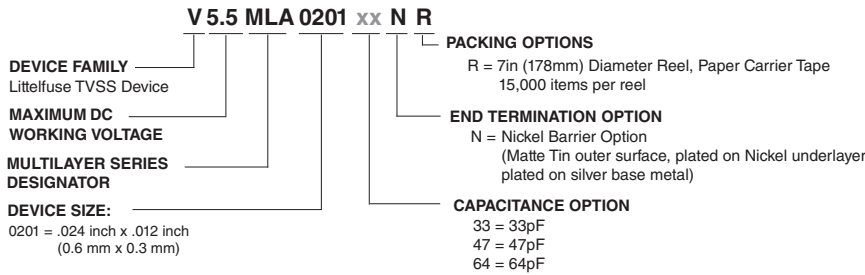 V 5.5 MLA 0201 xx N R
PACKING OPTIONS
R = 7in (178mm) Diameter Reel, Paper Carrier Tape
15,000 items per reel
END TERMINATION OPTION
N = Nickel Barrier Option
(Matte Tin outer surface, plated on Nickel underlayer
plated on silver base metal)
CAPACITANCE OPTION
33 = 33pF
47 = 47pF
64 = 64pF
DEVICE FAMILY
Littelfuse TVSS Device
MAXIMUM DC
WORKING VOLTAGE
MULTILAYER SERIES
DESIGNATOR
DEVICE SIZE:
0201 = .024 inch x .012 inch
(0.6 mm x 0.3 mm)